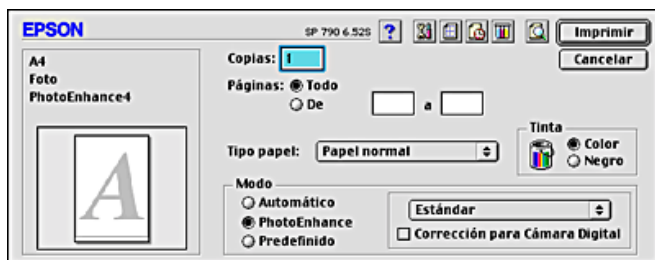 EPSON
SP 790 6.52S
?
Imprimir
A4
Foto
PhotoEnhance4
Copias: 1
Cancelar
Páginas: Todo
De a
Tipo papel: Papel normal
Tinta
Color
Negro
A
Modo
Automático
PhotoEnhance
Predefinido
Estándar
Corrección para Cámara Digital